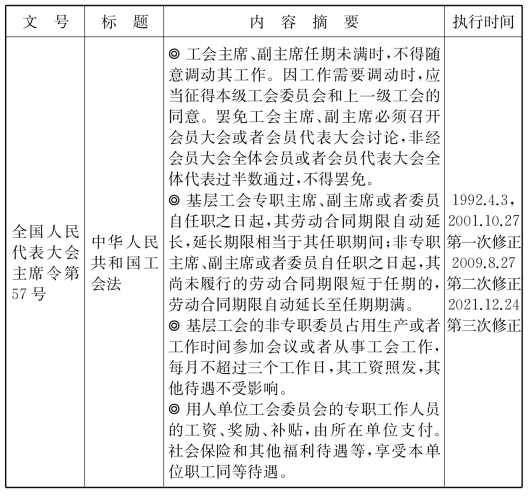 文　号
标　题
内　容　摘　要
执行时间
全国人民
代表大会
主席令第
57号
中华人民
共和国工
会法
◎ 工会主席、副主席任期未满时,不得随
意调动其工作。因工作需要调动时,应
当征得本级工会委员会和上一级工会的
同意。罢免工会主席、副主席必须召开
会员大会或者会员代表大会讨论,非经
会员大会全体会员或者会员代表大会全
体代表过半数通过,不得罢免。
◎ 基层工会专职主席、副主席或者委员
自任职之日起,其劳动合同期限自动延
长,延长期限相当于其任职期间;非专职
主席、副主席或者委员自任职之日起,其
尚未履行的劳动合同期限短于任期的,
劳动合同期限自动延长至任期期满。
◎ 基层工会的非专职委员占用生产或者
工作时间参加会议或者从事工会工作,
每月不超过三个工作日,其工资照发,其
他待遇不受影响。
◎ 用人单位工会委员会的专职工作人员
的工资、奖励、补贴,由所在单位支付。
社会保险和其他福利待遇等,享受本单
位职工同等待遇。
1992.4.3,
2001.10.27
第一次修正
2009.8.27
第二次修正
2021.12.24
第三次修正